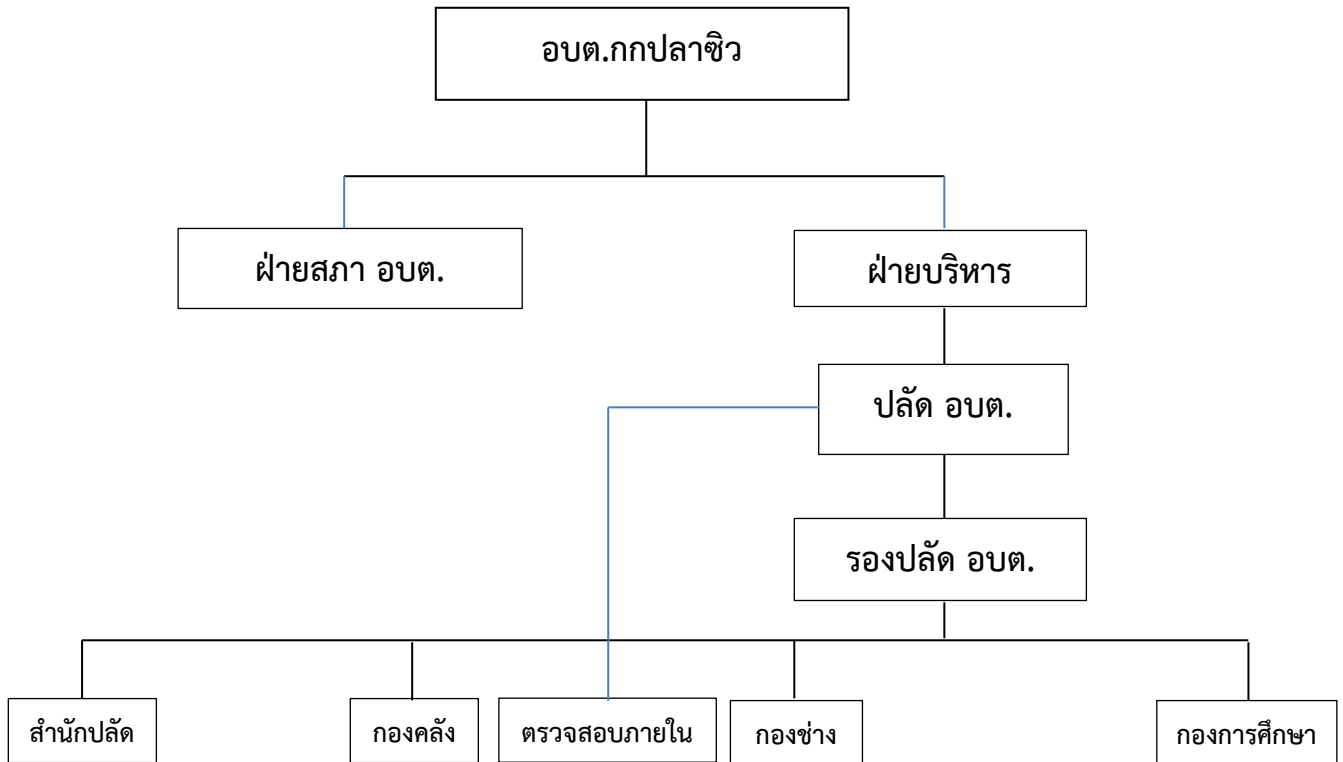 อบต.กกปลาซิว
ฝ่ายสภา อบต.
ฝ่ายบริหาร
ปลัด อบต.
รองปลัด อบต.
สำนักปลัด
กองคลัง
ตรวจสอบภายใน
กองช่าง
กองการศึกษา